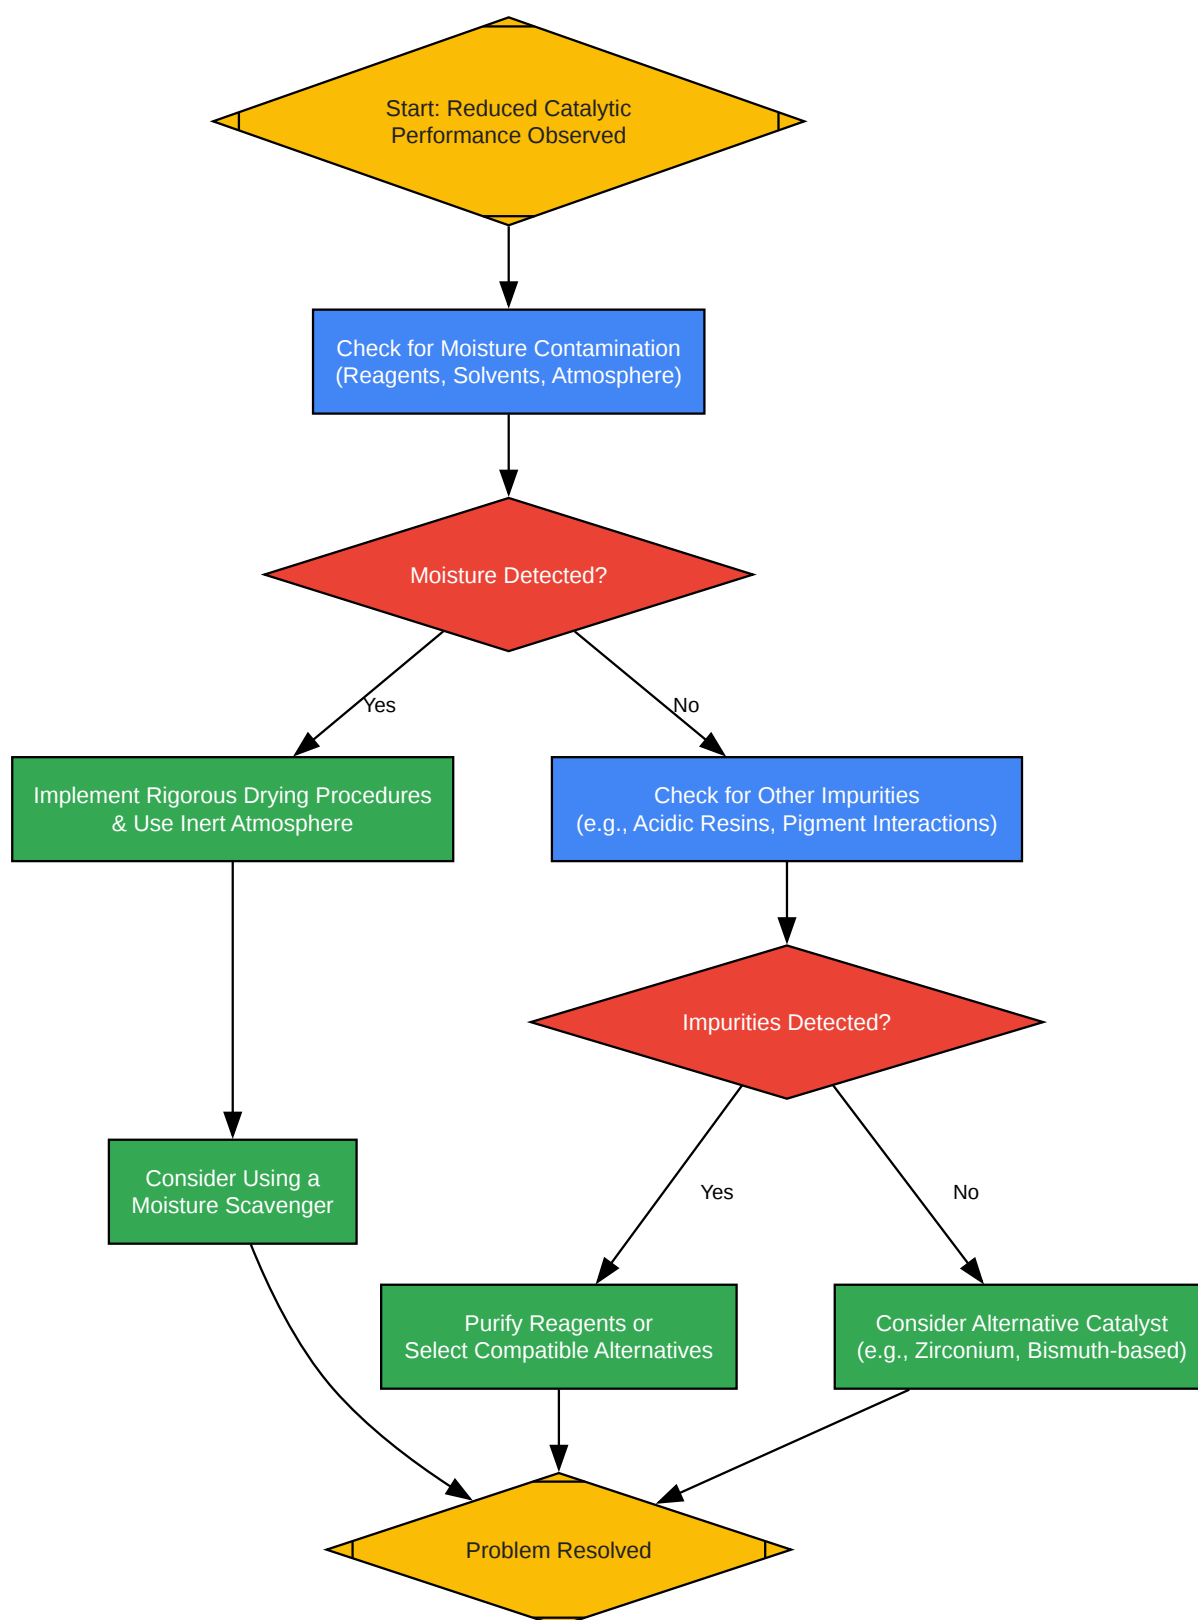 Start: Reduced Catalytic
Performance Observed
Check for Moisture Contamination
(Reagents, Solvents, Atmosphere)
Moisture Detected?
Yes
No
Implement Rigorous Drying Procedures
& Use Inert Atmosphere
Check for Other Impurities
(e.g., Acidic Resins, Pigment Interactions)
Impurities Detected?
Consider Using a
Moisture Scavenger
Yes
No
Purify Reagents or
Select Compatible Alternatives
Consider Alternative Catalyst
(e.g., Zirconium, Bismuth-based)
Problem Resolved